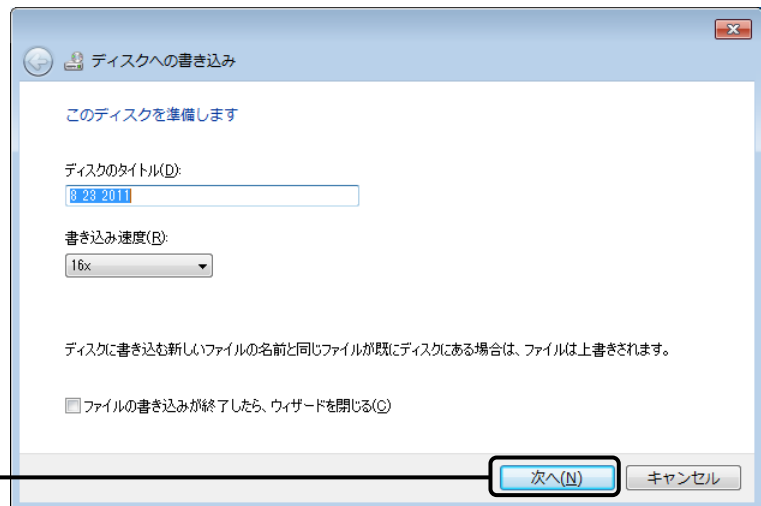 ディスクへの書き込み
このディスクを準備します
ディスクのタイトル(D):
8 23 2011
書き込み速度(R):
16x
ディスクに書き込む新しいファイルの名前と同じファイルが既にディスクにある場合は、ファイルは上書きされます。
ファイルの書き込みが終了したら、ウィザードを閉じる(C)
次へ(N) キャンセル